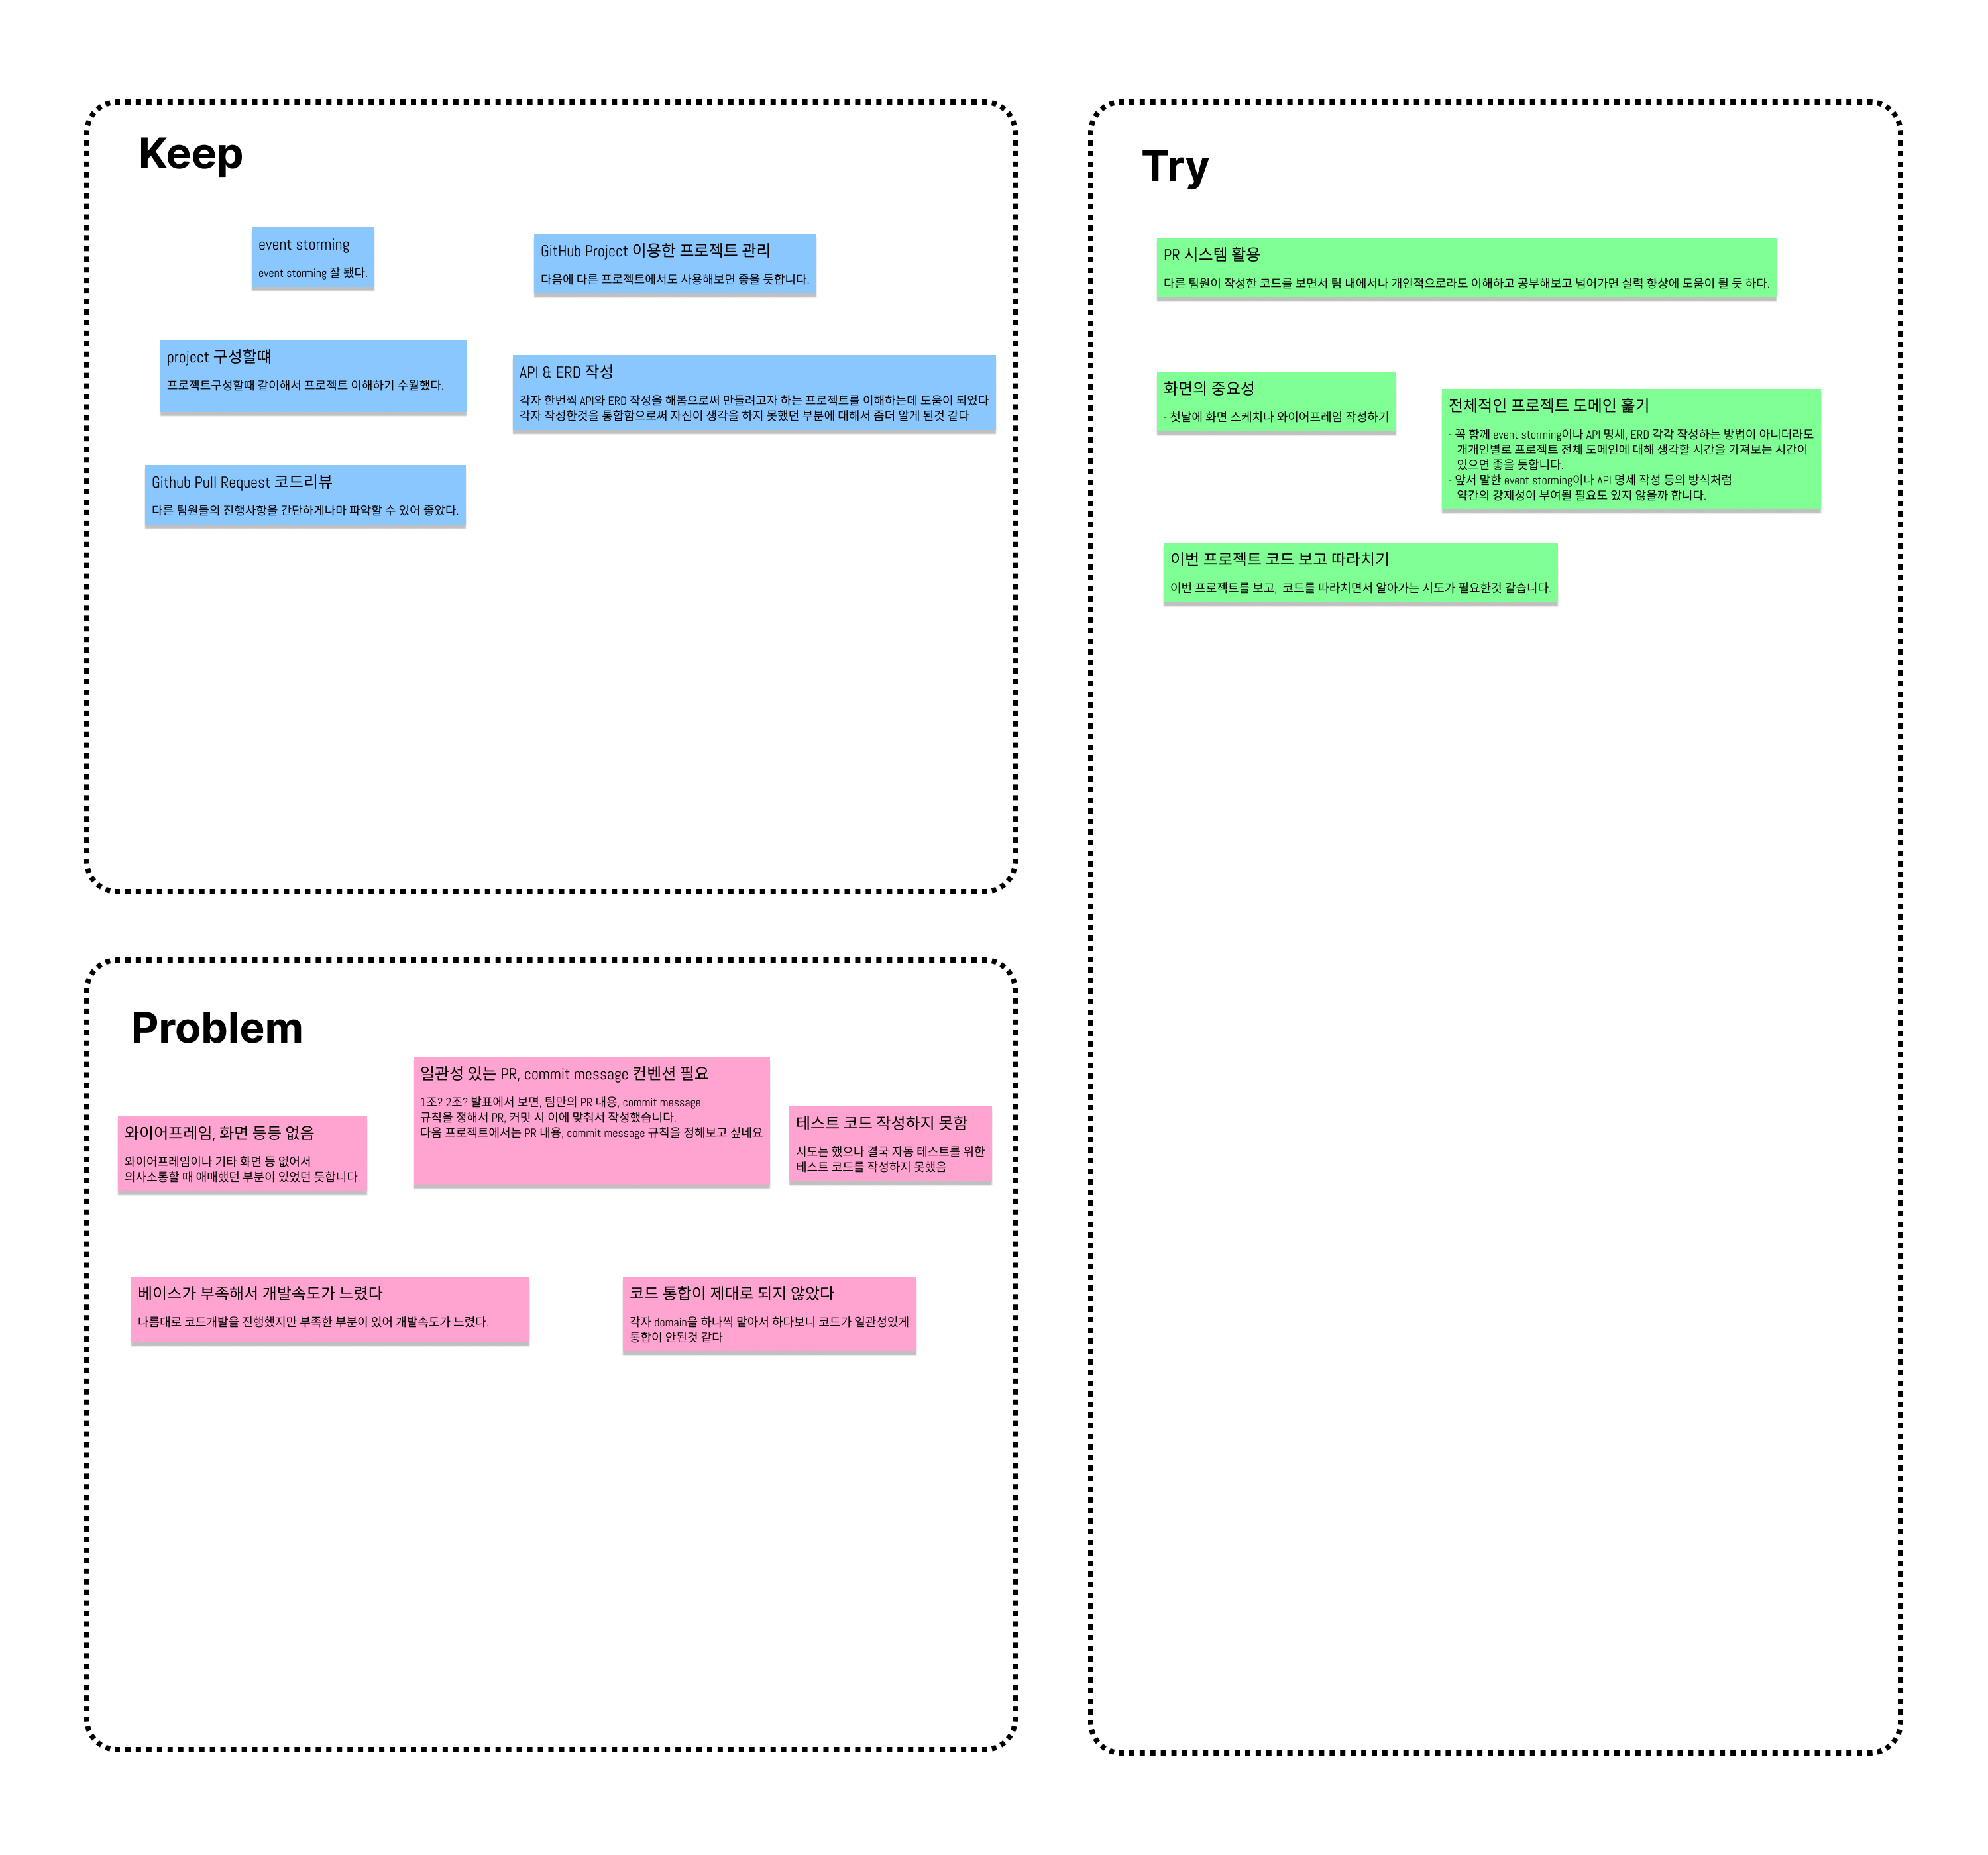 Keep
event storming
event storming 잘 됐다.
GitHub Project 이용한 프로젝트 관리
다음에 다른 프로젝트에서도 사용해보면 좋을 듯합니다.
project 구성할떄
프로젝트구성할때 같이해서 프로젝트 이해하기 수월했다.
API & ERD 작성
각자 한번씩 API와 ERD 작성을 해봄으로써 만들려고자 하는 프로젝트를 이해하는데 도움이 되었다
각자 작성한것을 통합함으로써 자신이 생각을 하지 못했던 부분에 대해서 좀더 알게 된것 같다
Github Pull Request 코드리뷰
다른 팀원들의 진행사항을 간단하게나마 파악할 수 있어 좋았다.
Problem
와이어프레임, 화면 등등 없음
와이어프레임이나 기타 화면 등 없어서
의사소통할 때 애매했던 부분이 있었던 듯합니다.
일관성 있는 PR, commit message 컨벤션 필요
1조? 2조? 발표에서 보면, 팀만의 PR 내용, commit message
규칙을 정해서 PR, 커밋 시 이에 맞춰서 작성했습니다.
다음 프로젝트에서는 PR 내용, commit message 규칙을 정해보고 싶네요
테스트 코드 작성하지 못함
시도는 했으나 결국 자동 테스트를 위한
테스트 코드를 작성하지 못했음
베이스가 부족해서 개발속도가 느렸다
나름대로 코드개발을 진행했지만 부족한 부분이 있어 개발속도가 느렸다.
코드 통합이 제대로 되지 않았다
각자 domain을 하나씩 맡아서 하다보니 코드가 일관성있게
통합이 안된것 같다
Try
PR 시스템 활용
다른 팀원이 작성한 코드를 보면서 팀 내에서나 개인적으로라도 이해하고 공부해보고 넘어가면 실력 향상에 도움이 될 듯 하다.
화면의 중요성
- 첫날에 화면 스케치나 와이어프레임 작성하기
전체적인 프로젝트 도메인 훑기
- 꼭 함께 event storming이나 API 명세, ERD 각각 작성하는 방법이 아니더라도
개개인별로 프로젝트 전체 도메인에 대해 생각할 시간을 가져보는 시간이
있으면 좋을 듯합니다.
- 앞서 말한 event storming이나 API 명세 작성 등의 방식처럼
약간의 강제성이 부여될 필요도 있지 않을까 합니다.
이번 프로젝트 코드 보고 따라치기
이번 프로젝트를 보고, 코드를 따라치면서 알아가는 시도가 필요한것 같습니다.